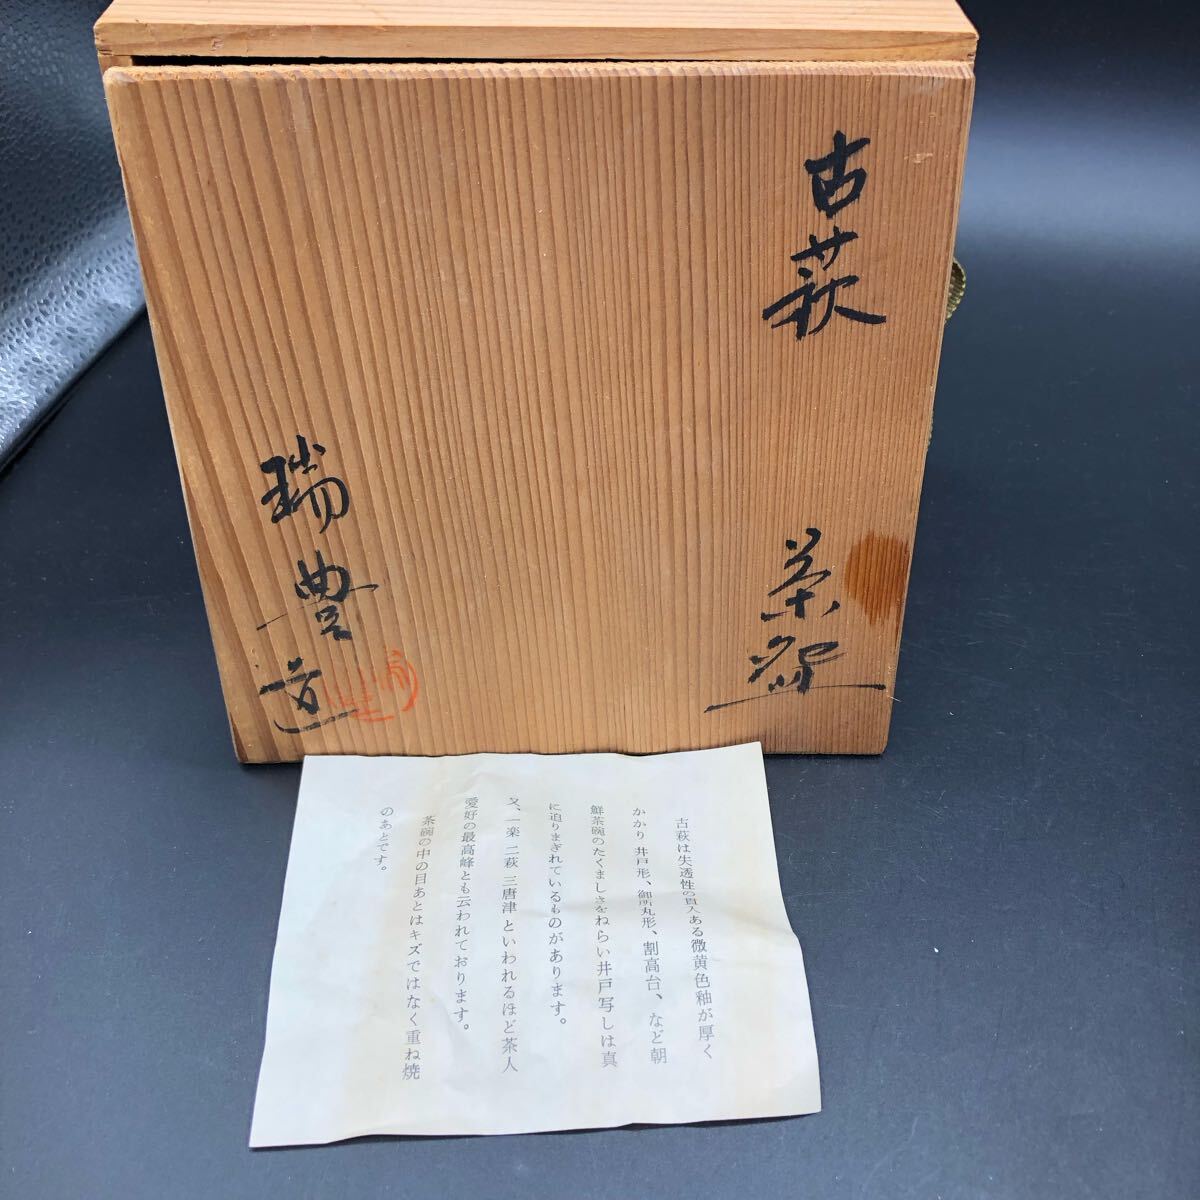 古萩
茶碗
瑞豊
造
古萩は失透性の貫入ある微黄色釉が厚く
かかり 井戸形、御所丸形、割高台、など朝
鮮茶碗のたくましさをねらい井戸写しは真
に迫りまぎれているものがあります。
又、一楽 二萩 三唐津 といわれるほど茶人
愛好の最高峰とも云われております。
茶碗の中の目あとはキズではなく重ね焼
のあとです。